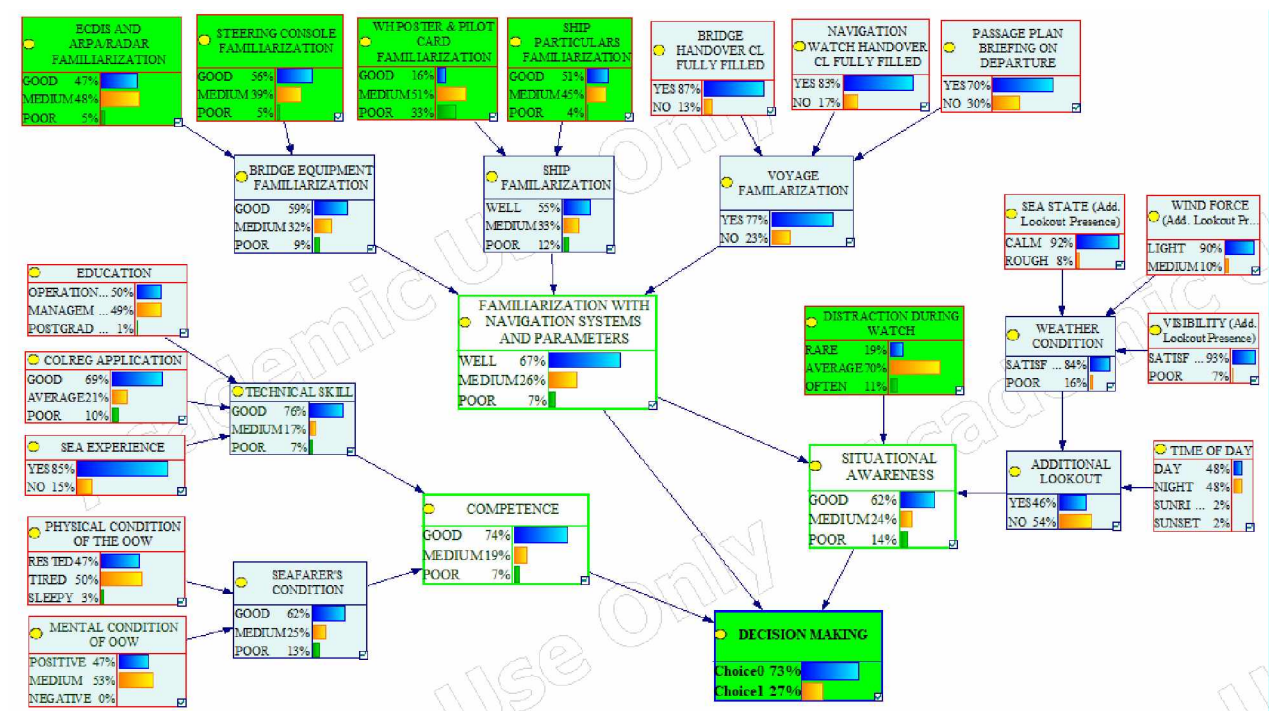 ECDIS AND
ARPA/RADAR
FAMILIARIZATION
GOOD 47%
MEDIUM 48%
POOR 5%
STEERING CONSOLE
FAMILIARIZATION
GOOD 56%
MEDIUM 39%
POOR 5%
WH POSTER & PILOT
CARD
FAMILIARIZATION
GOOD 16%
MEDIUM 51%
POOR 33%
SHIP
PARTICULARS
FAMILIARIZATION
GOOD 51%
MEDIUM 45%
POOR 4%
BRIDGE
HANDOVER CL
FULLY FILLED
YES 87%
NO 13%
NAVIGATION
WATCH HANDOVER
CL FULLY FILLED
YES 83%
NO 17%
PASSAGE PLAN
BRIEFING ON
DEPARTURE
YES 70%
NO 30%
BRIDGE EQUIPMENT
FAMILIARIZATION
GOOD 59%
MEDIUM 32%
POOR 9%
SHIP
FAMILARIZATION
WELL 55%
MEDIUM 33%
POOR 12%
VOYAGE
FAMILARIZATION
YES 77%
NO 23%
SEA STATE (Add.
Lookout Presence)
CALM 92%
ROUGH 8%
WIND FORCE
(Add. Lookout Pr...
LIGHT 90%
MEDIUM 10%
EDUCATION
OPERATION... 50%
MANAGEM ... 49%
POSTGRAD ... 1%
FAMILIARIZATION WITH
NAVIGATION SYSTEMS
AND PARAMETERS
WELL 67%
MEDIUM 26%
POOR 7%
DISTRACTION DURING
WATCH
RARE 19%
AVERAGE 70%
OFTEN 11%
WEATHER
CONDITION
SATISF ... 84%
POOR 16%
VISIBILITY (Add.
Lookout Presence)
SATISF ... 93%
POOR 7%
COLREG APPLICATION
GOOD 69%
AVERAGE 21%
POOR 10%
TECHNICAL SKILL
GOOD 76%
MEDIUM 17%
POOR 7%
SEA EXPERIENCE
YES 85%
NO 15%
SITUATIONAL
AWARENESS
GOOD 62%
MEDIUM 24%
POOR 14%
ADDITIONAL
LOOKOUT
YES 46%
NO 54%
TIME OF DAY
DAY 48%
NIGHT 48%
SUNRI ... 2%
SUNSET 2%
COMPETENCE
GOOD 74%
MEDIUM 19%
POOR 7%
PHYSICAL CONDITION
OF THE OOW
RESTED 47%
TIRED 50%
SLEEPY 3%
SEAFARER'S
CONDITION
GOOD 62%
MEDIUM 25%
POOR 13%
MENTAL CONDITION
OF OOW
POSITIVE 47%
MEDIUM 53%
NEGATIVE 0%
DECISION MAKING
Choice0 73%
Choice1 27%
Academic Use Only